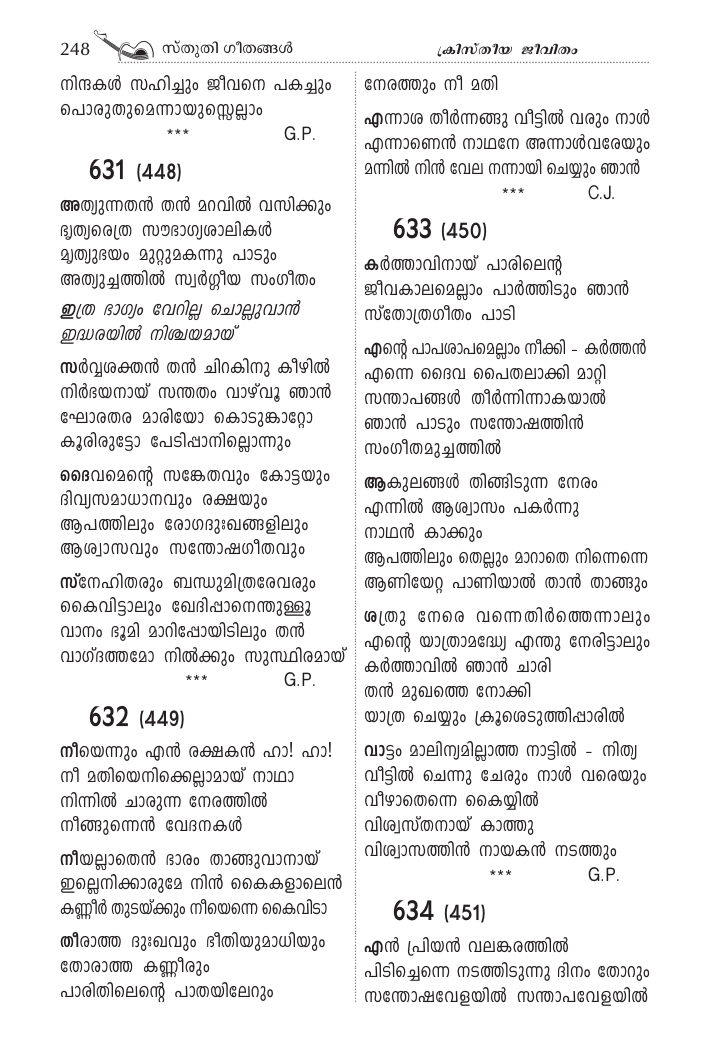 248 സ്തുതി ഗീതങ്ങൾ
ക്രിസ്തീയ ജീവിതം
നിന്ദകൾ സഹിച്ചും ജീവനെ പകച്ചും
പൊരുതുമെന്നായുസ്സെല്ലാം
*** G.P.
631 (448)
അത്യുന്നതൻ തൻ മറവിൽ വസിക്കും
ഭൃത്യരെത്ര സൗഭാഗ്യശാലികൾ
മൃത്യുഭയം മുറ്റുമകന്നു പാടും
അത്യുച്ചത്തിൽ സ്വർഗ്ഗീയ സംഗീതം
ഇത്ര ഭാഗ്യം വേറില്ല ചൊല്ലുവാൻ
ഇദ്ധരയിൽ നിശ്ചയമായ്
സർവ്വശക്തൻ തൻ ചിറകിനു കീഴിൽ
നിർഭയനായ് സന്തതം വാഴ്‌വൂ ഞാൻ
ഘോരതര മാരിയോ കൊടുങ്കാറ്റോ
കൂരിരുട്ടോ പേടിപ്പാനില്ലൊന്നും
ദൈവമെന്റെ സങ്കേതവും കോട്ടയും
ദിവ്യസമാധാനവും രക്ഷയും
ആപത്തിലും രോഗദുഃഖങ്ങളിലും
ആശ്വാസവും സന്തോഷഗീതവും
സ്നേഹിതരും ബന്ധുമിത്രരേവരും
കൈവിട്ടാലും ഖേദിപ്പാനെന്തുള്ളൂ
വാനം ഭൂമി മാറിപ്പോയിടിലും തൻ
വാഗ്ദത്തമോ നിൽക്കും സുസ്ഥിരമായ്
*** G.P.
632 (449)
നീയെന്നും എൻ രക്ഷകൻ ഹാ! ഹാ!
നീ മതിയെനിക്കെല്ലാമായ് നാഥാ
നിന്നിൽ ചാരുന്ന നേരത്തിൽ
നീങ്ങുന്നെൻ വേദനകൾ
നീയല്ലാതെൻ ഭാരം താങ്ങുവാനായ്
ഇല്ലെനിക്കാരുമേ നിൻ കൈകളാലെൻ
കണ്ണീർ തുടയ്ക്കും നീയെന്നെ കൈവിടാ
തീരാത്ത ദുഃഖവും ഭീതിയുമാധിയും
തോരാത്ത കണ്ണീരും
പാരിതിലെന്റെ പാതയിലേറും
നേരത്തും നീ മതി
എന്നാശ തീർന്നങ്ങു വീട്ടിൽ വരും നാൾ
എന്നാണെൻ നാഥനേ അന്നാൾവരേയും
മന്നിൽ നിൻ വേല നന്നായി ചെയ്യും ഞാൻ
*** C.J.
633 (450)
കർത്താവിനായ് പാരിലെന്റ
ജീവകാലമെല്ലാം പാർത്തിടും ഞാൻ
സ്തോത്രഗീതം പാടി
എന്റെ പാപശാപമെല്ലാം നീക്കി - കർത്തൻ
എന്നെ ദൈവ പൈതലാക്കി മാറ്റി
സന്താപങ്ങൾ തീർന്നിന്നാകയാൽ
ഞാൻ പാടും സന്തോഷത്തിൻ
സംഗീതമുച്ചത്തിൽ
ആകുലങ്ങൾ തിങ്ങിടുന്ന നേരം
എന്നിൽ ആശ്വാസം പകർന്നു
നാഥൻ കാക്കും
ആപത്തിലും തെല്ലും മാറാതെ നിന്നെന്നെ
ആണിയേറ്റ പാണിയാൽ താൻ താങ്ങും
ശത്രു നേരെ വന്നെതിർത്തെന്നാലും
എന്റെ യാത്രാമദ്ധ്യേ എന്തു നേരിട്ടാലും
കർത്താവിൽ ഞാൻ ചാരി
തൻ മുഖത്തെ നോക്കി
യാത്ര ചെയ്യും ക്രൂശെടുത്തിപ്പാരിൽ
വാട്ടം മാലിന്യമില്ലാത്ത നാട്ടിൽ - നിത്യ
വീട്ടിൽ ചെന്നു ചേരും നാൾ വരെയും
വീഴാതെന്നെ കൈയ്യിൽ
വിശ്വസ്തനായ് കാത്തു
വിശ്വാസത്തിൻ നായകൻ നടത്തും
*** G.P.
634 (451)
എൻ പ്രിയൻ വലങ്കരത്തിൽ
പിടിച്ചെന്നെ നടത്തിടുന്നു ദിനം തോറും
സന്തോഷവേളയിൽ സന്താപവേളയിൽ